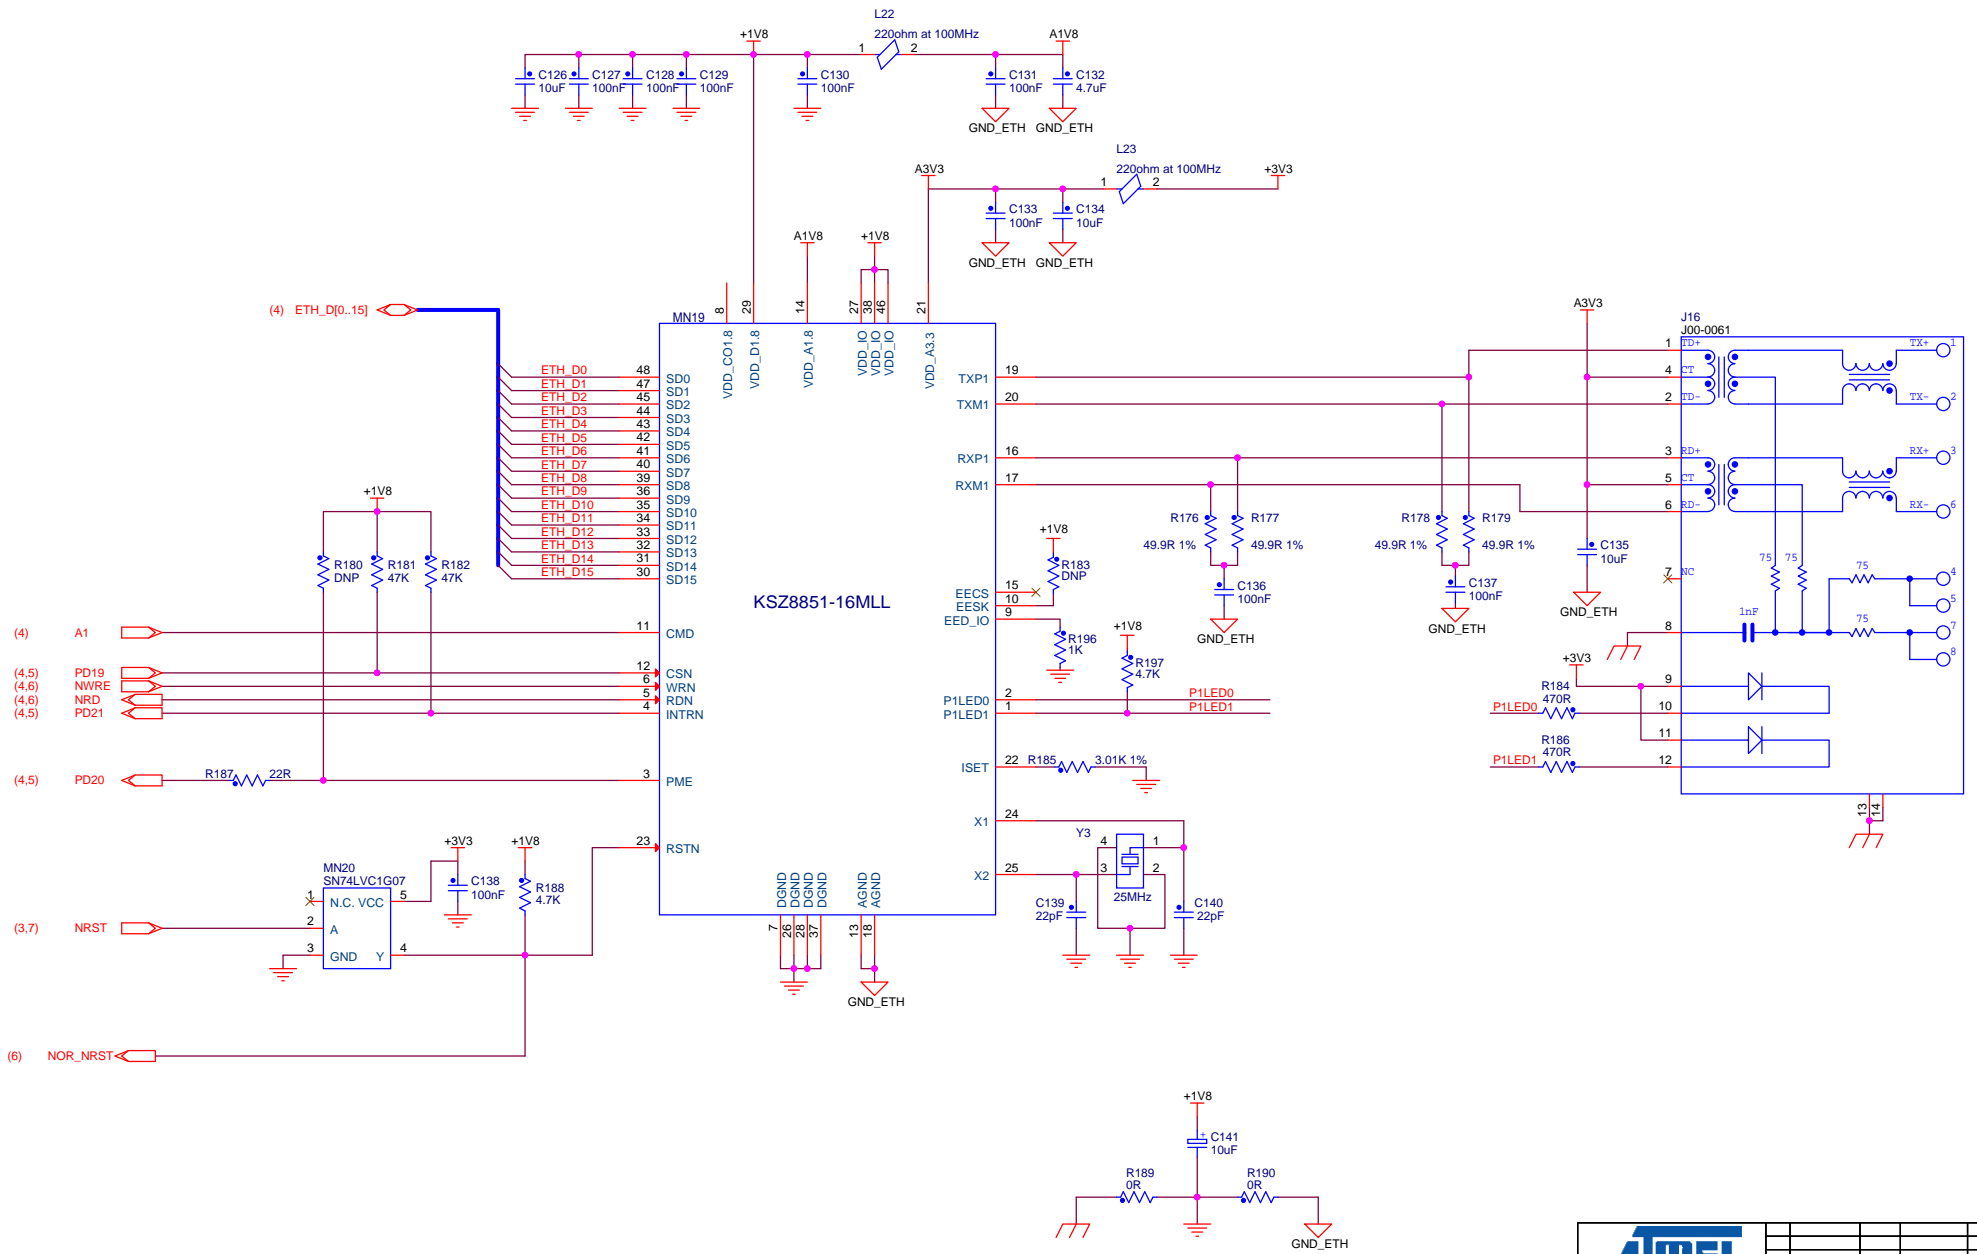 L22
220ohm at 100MHz
+1V8
1
2
A1V8
C126
10uF
C127
100nF
C128
100nF
C129
100nF
C130
100nF
C131
100nF
C132
4.7uF
GND_ETH
GND_ETH
L23
220ohm at 100MHz
A3V3
1
2
+3V3
C133
100nF
C134
10uF
GND_ETH
GND_ETH
A1V8
+1V8
(4) ETH_D[0..15]
MN19
8
29
14
27
38
46
21
VDD_CO1.8
VDD_D1.8
VDD_A1.8
VDD_IO
VDD_IO
VDD_IO
VDD_A3.3
ETH_D0 48 SD0
ETH_D1 47 SD1
ETH_D2 45 SD2
ETH_D3 44 SD3
ETH_D4 43 SD4
ETH_D5 42 SD5
ETH_D6 41 SD6
ETH_D7 40 SD7
ETH_D8 39 SD8
ETH_D9 36 SD9
ETH_D10 35 SD10
ETH_D11 34 SD11
ETH_D12 33 SD12
ETH_D13 32 SD13
ETH_D14 31 SD14
ETH_D15 30 SD15
KSZ8851-16MLL
+1V8
R180
DNP
R181
47K
R182
47K
(4) A1 11 CMD
(4,5) PD19 12 CSN
(4,6) NWRE 6 WRN
(4,6) NRD 5 RDN
(4,5) PD21 4 INTRN
(4,5) PD20 R187 22R 3 PME
23 RSTN
+3V3
+1V8
MN20
SN74LVC1G07
C138
100nF
R188
4.7K
1 N.C. VCC 5
(3,7) NRST 2 A
3 GND Y 4
(6) NOR_NRST
DGND
DGND
DGND
DGND
AGND
AGND
7
26
28
37
13
18
GND_ETH
TXP1 19
TXM1 20
RXP1 16
RXM1 17
EECS 15
EESK 10
EED_IO 9
+1V8
R183
DNP
R196
1K
+1V8
R197
4.7K
P1LED0 2 P1LED0
P1LED1 1 P1LED1
ISET 22 R185 3.01K 1%
X1 24
X2 25
Y3
4
1
3
2
25MHz
C139
22pF
C140
22pF
R176
49.9R 1%
R177
49.9R 1%
C136
100nF
GND_ETH
R178
49.9R 1%
R179
49.9R 1%
C137
100nF
GND_ETH
A3V3
C135
10uF
GND_ETH
J16
J00-0061
1 TD+ TX+ 1
4 CT
2 TD- TX- 2
3 RD+ RX+ 3
5 CT
6 RD- RX- 6
7 NC
75
75
75
4
5
1nF
75
7
8
8
+3V3
9
R184
470R
P1LED0 10
11
R186
470R
P1LED1 12
13
14
+1V8
C141
10uF
R189
0R
R190
0R
GND_ETH
ATMEL